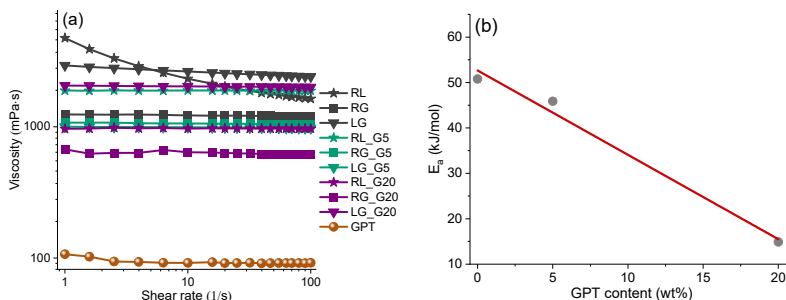 (a)
Viscosity (mPa·s)
1000
100
1
10
100
Shear rate (1/s)
RL
RG
LG
RL_G5
RG_G5
LG_G5
RL_G20
RG_G20
LG_G20
GPT
(b)
E_a (kJ/mol)
60
50
40
30
20
10
0
5
10
15
20
GPT content (wt%)